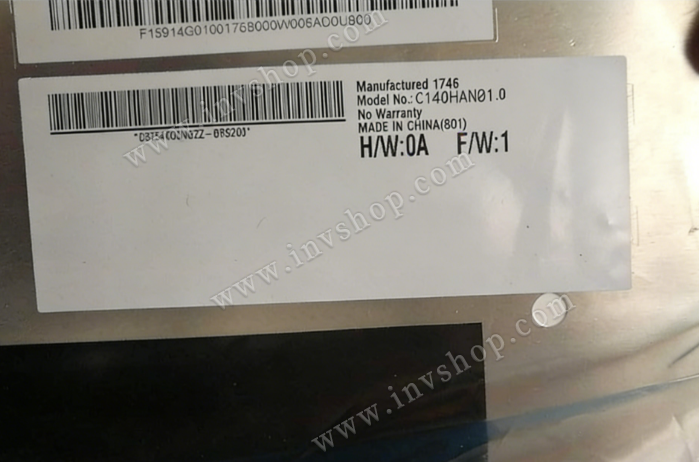 F15914G0100175B000W006AD0U900
Manufactured 1746
Model No.: C140HAN01.0
No Warranty
MADE IN CHINA(801)
H/W:0A F/W:1
www.invshop.com
www.invshop.com
www.invshop.com
www.invshop.com